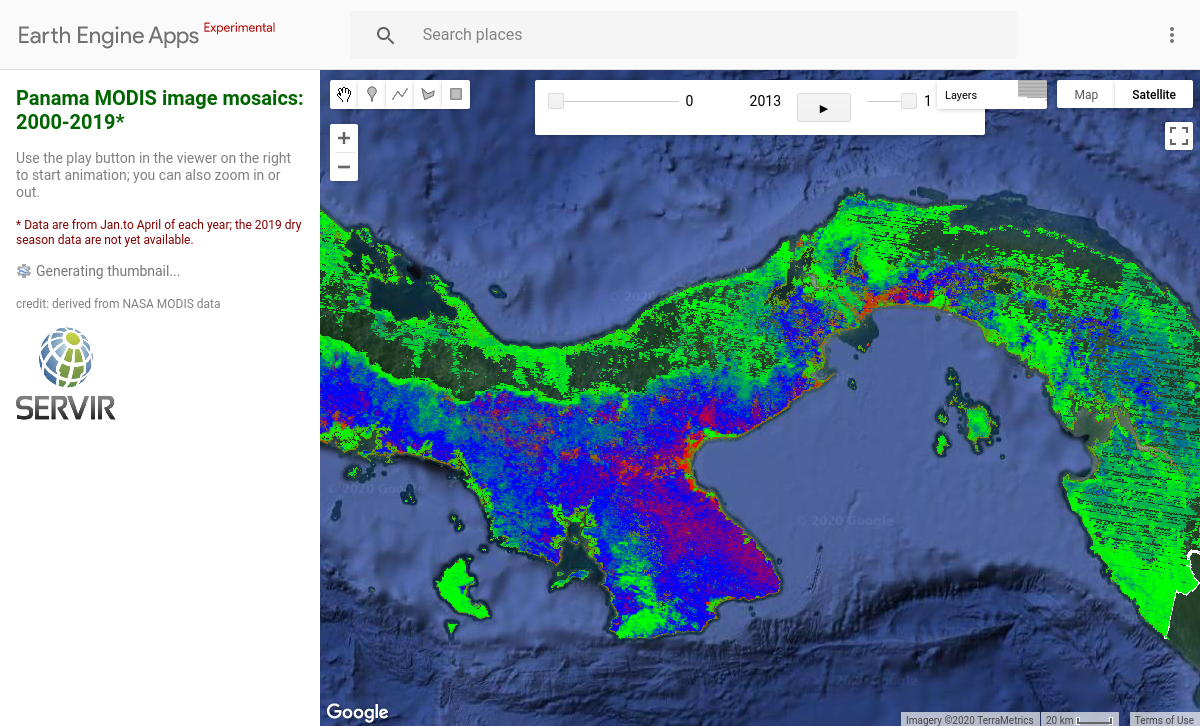 Earth Engine Apps Experimental
Search places
Panama MODIS image mosaics:
2000-2019*
Use the play button in the viewer on the right
to start animation; you can also zoom in or
out.
* Data are from Jan.to April of each year; the 2019 dry
season data are not yet available.
Generating thumbnail...
credit: derived from NASA MODIS data
SERVIR
0
2013
1
Layers
Map
Satellite
© 2020 Google
Google
Imagery ©2020 TerraMetrics
20 km
Terms of Use